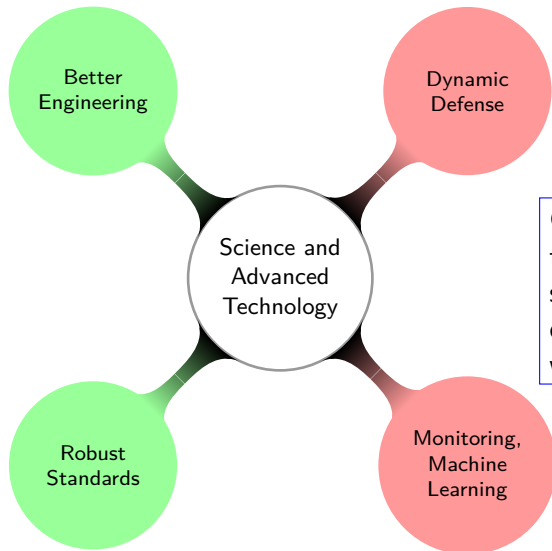 Better
Engineering
Dynamic
Defense
Science and
Advanced
Technology
Robust
Standards
Monitoring,
Machine
Learning